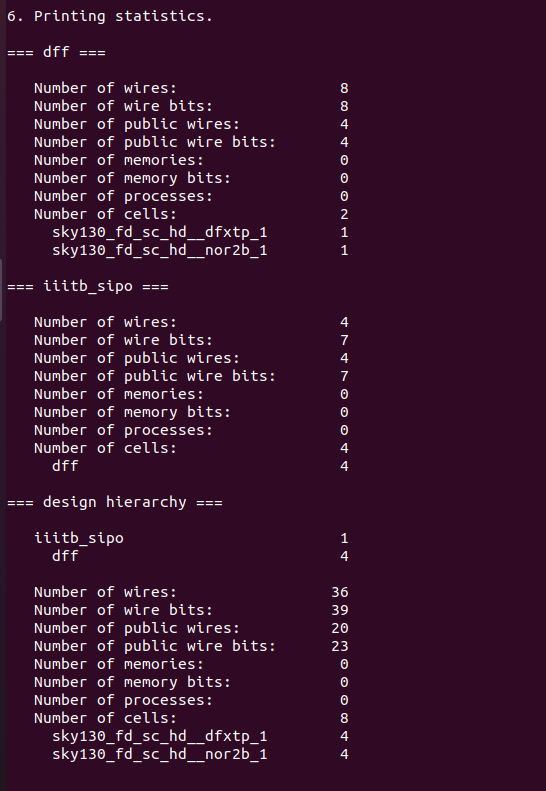 6. Printing statistics.
=== dff ===
Number of wires: 8
Number of wire bits: 8
Number of public wires: 4
Number of public wire bits: 4
Number of memories: 0
Number of memory bits: 0
Number of processes: 0
Number of cells: 2
sky130_fd_sc_hd__dfxtp_1 1
sky130_fd_sc_hd__nor2b_1 1
=== iiitb_sipo ===
Number of wires: 4
Number of wire bits: 7
Number of public wires: 4
Number of public wire bits: 7
Number of memories: 0
Number of memory bits: 0
Number of processes: 0
Number of cells: 4
dff 4
=== design hierarchy ===
iiitb_sipo 1
dff 4
Number of wires: 36
Number of wire bits: 39
Number of public wires: 20
Number of public wire bits: 23
Number of memories: 0
Number of memory bits: 0
Number of processes: 0
Number of cells: 8
sky130_fd_sc_hd__dfxtp_1 4
sky130_fd_sc_hd__nor2b_1 4